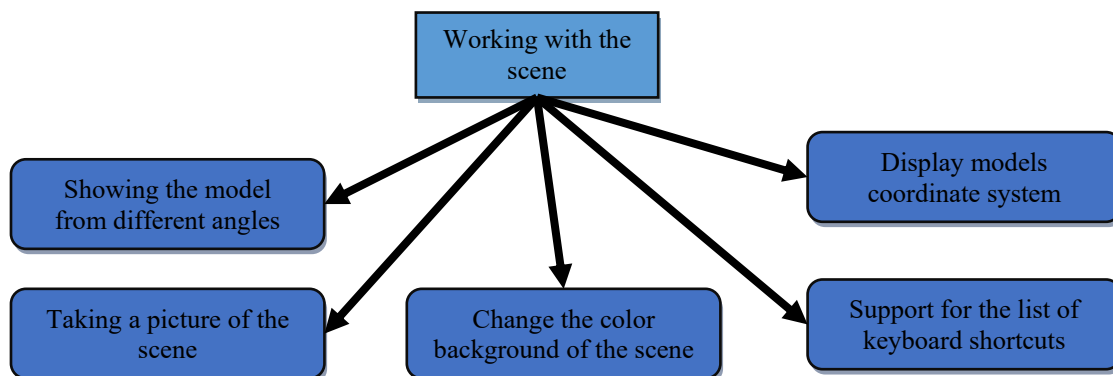 Working with the
scene
Showing the model
from different angles
Display models
coordinate system
Taking a picture of the
scene
Change the color
background of the scene
Support for the list of
keyboard shortcuts